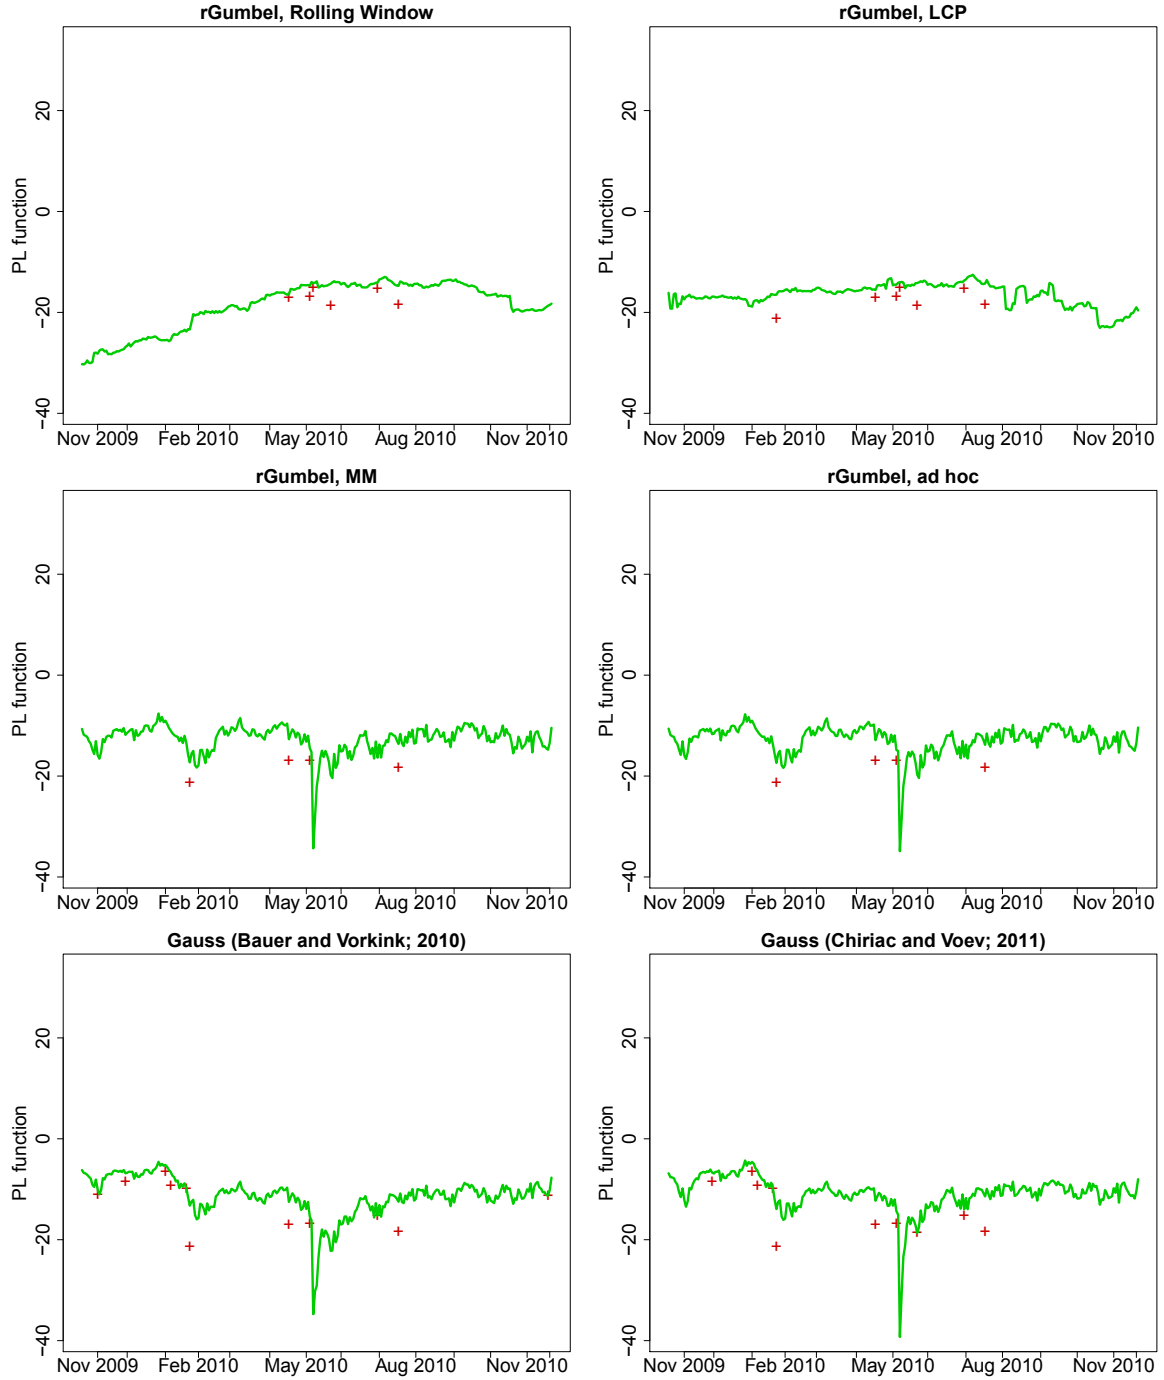 rGumbel, Rolling Window
PL function
20
0
−20
−40
Nov 2009 Feb 2010 May 2010 Aug 2010 Nov 2010
rGumbel, LCP
PL function
20
0
−20
−40
Nov 2009 Feb 2010 May 2010 Aug 2010 Nov 2010
rGumbel, MM
PL function
20
0
−20
−40
Nov 2009 Feb 2010 May 2010 Aug 2010 Nov 2010
rGumbel, ad hoc
PL function
20
0
−20
−40
Nov 2009 Feb 2010 May 2010 Aug 2010 Nov 2010
Gauss (Bauer and Vorkink; 2010)
PL function
20
0
−20
−40
Nov 2009 Feb 2010 May 2010 Aug 2010 Nov 2010
Gauss (Chiriac and Voev; 2011)
PL function
20
0
−20
−40
Nov 2009 Feb 2010 May 2010 Aug 2010 Nov 2010